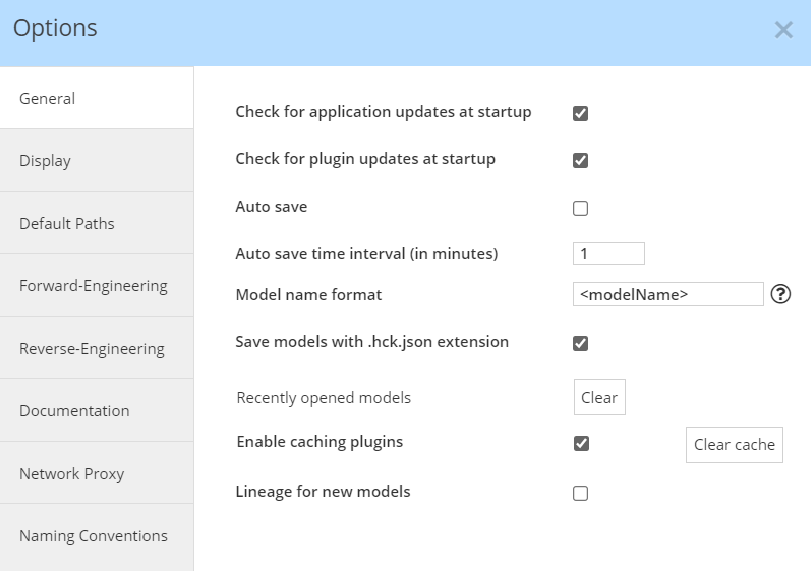 Options
General
Display
Default Paths
Forward-Engineering
Reverse-Engineering
Documentation
Network Proxy
Naming Conventions
Check for application updates at startup
Check for plugin updates at startup
Auto save
Auto save time interval (in minutes) 1
Model name format <modelName> ?
Save models with .hck.json extension
Recently opened models Clear
Enable caching plugins Clear cache
Lineage for new models